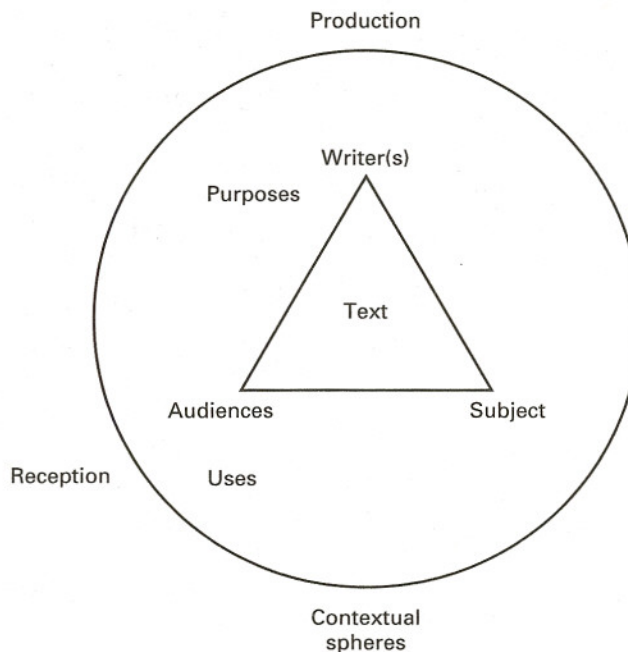 Production
Writer(s)
Purposes
Text
Audiences
Subject
Reception
Uses
Contextual
spheres